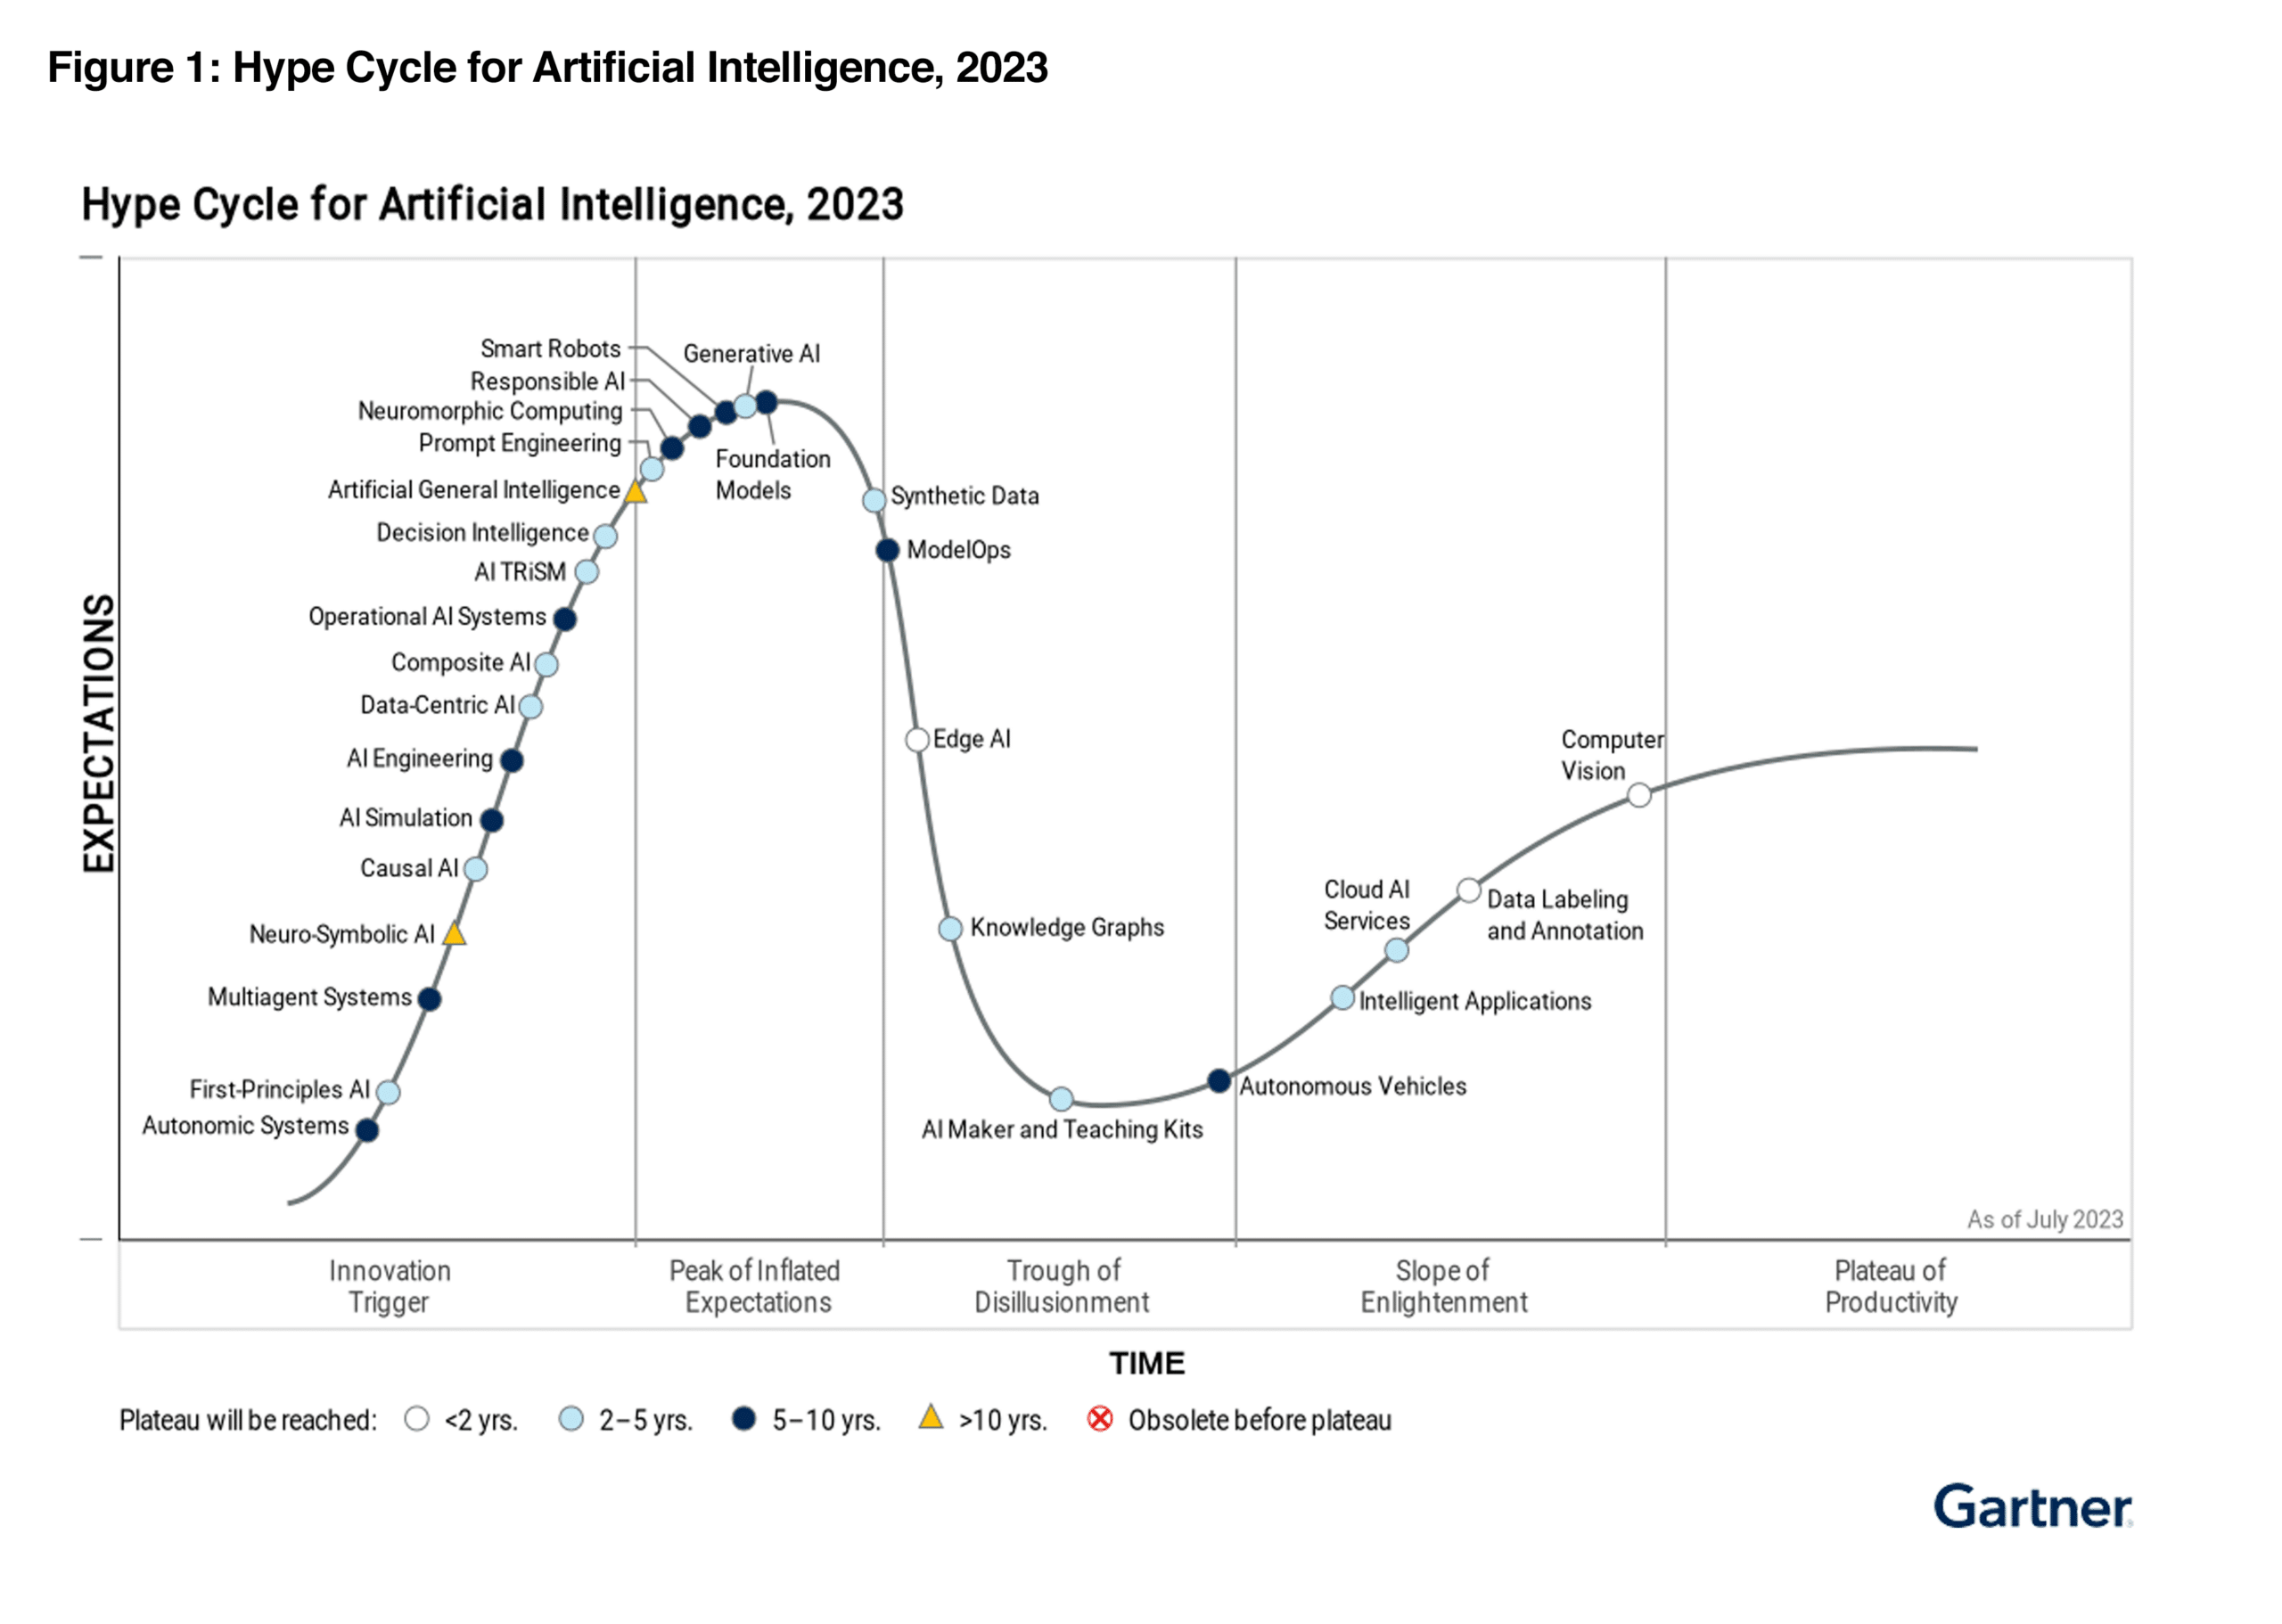 Figure 1: Hype Cycle for Artificial Intelligence, 2023
Hype Cycle for Artificial Intelligence, 2023
EXPECTATIONS
Smart Robots
Generative AI
Responsible AI
Neuromorphic Computing
Prompt Engineering
Foundation
Models
Artificial General Intelligence
Decision Intelligence
AI TRiSM
Operational AI Systems
Composite AI
Data-Centric AI
AI Engineering
AI Simulation
Causal AI
Neuro-Symbolic AI
Multiagent Systems
First-Principles AI
Autonomic Systems
Synthetic Data
ModelOps
Edge AI
Knowledge Graphs
AI Maker and Teaching Kits
Autonomous Vehicles
Intelligent Applications
Cloud AI
Services
Data Labeling
and Annotation
Computer
Vision
As of July 2023
Innovation
Trigger
Peak of Inflated
Expectations
Trough of
Disillusionment
Slope of
Enlightenment
Plateau of
Productivity
TIME
Plateau will be reached: <2 yrs. 2–5 yrs. 5–10 yrs. >10 yrs. Obsolete before plateau
Gartner